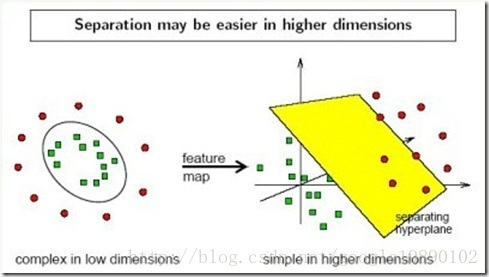 Separation may be easier in higher dimensions
feature
map
separating
hyperplane
complex in low dimensions
simple in higher dimensions